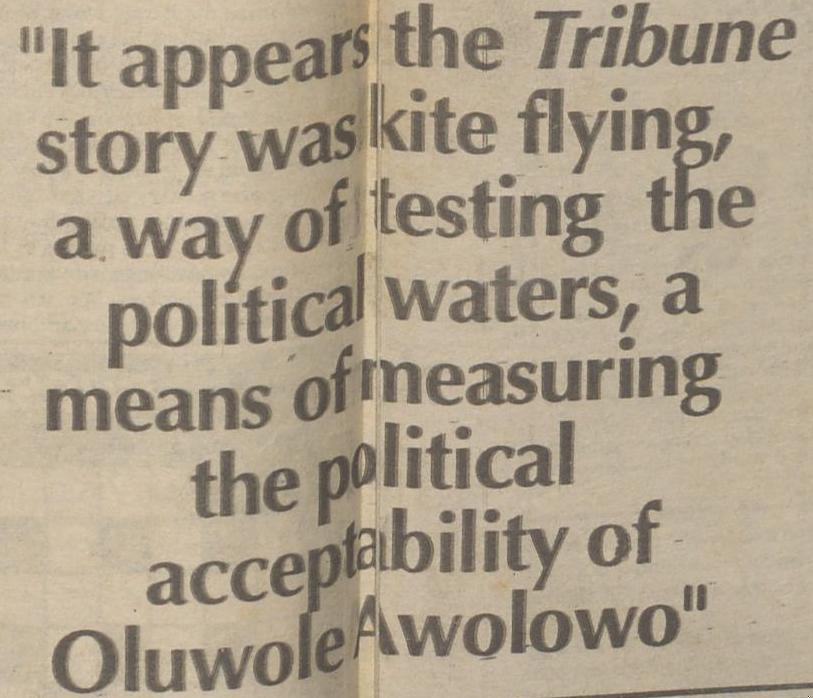 "It appears the Tribune
story was kite flying,
a way of testing the
political waters, a
means of measuring
the political
acceptability of
Oluwole Awolowo"